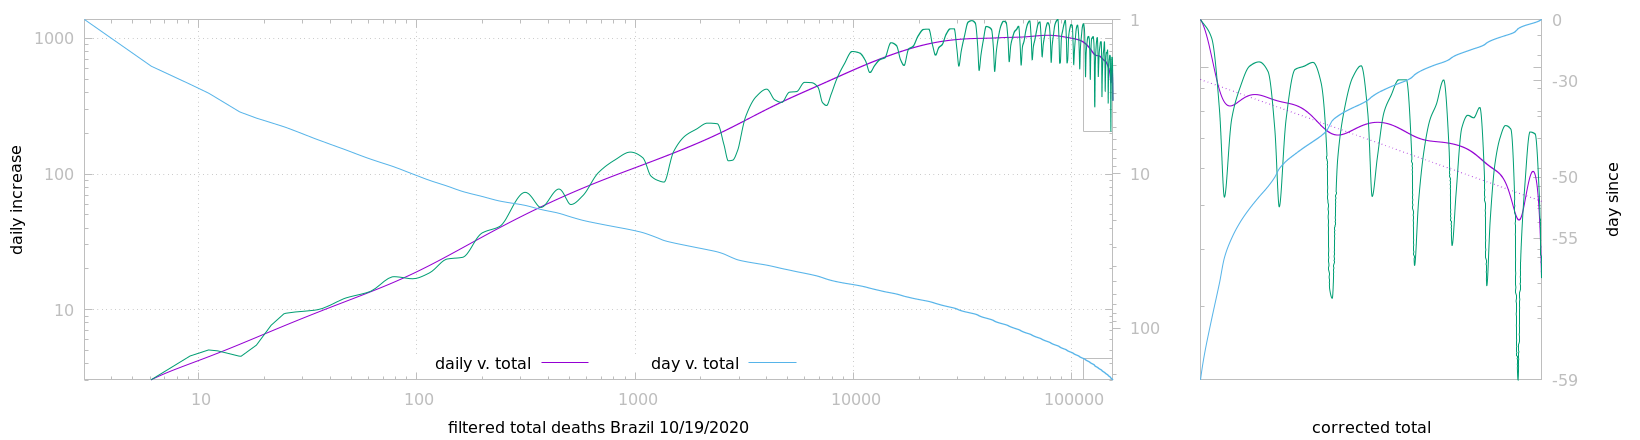 daily increase
1000
100
10
10
100
1000
10000
100000
1
10
100
daily v. total
day v. total
filtered total deaths Brazil 10/19/2020
0
-30
-50
-55
-59
day since
corrected total